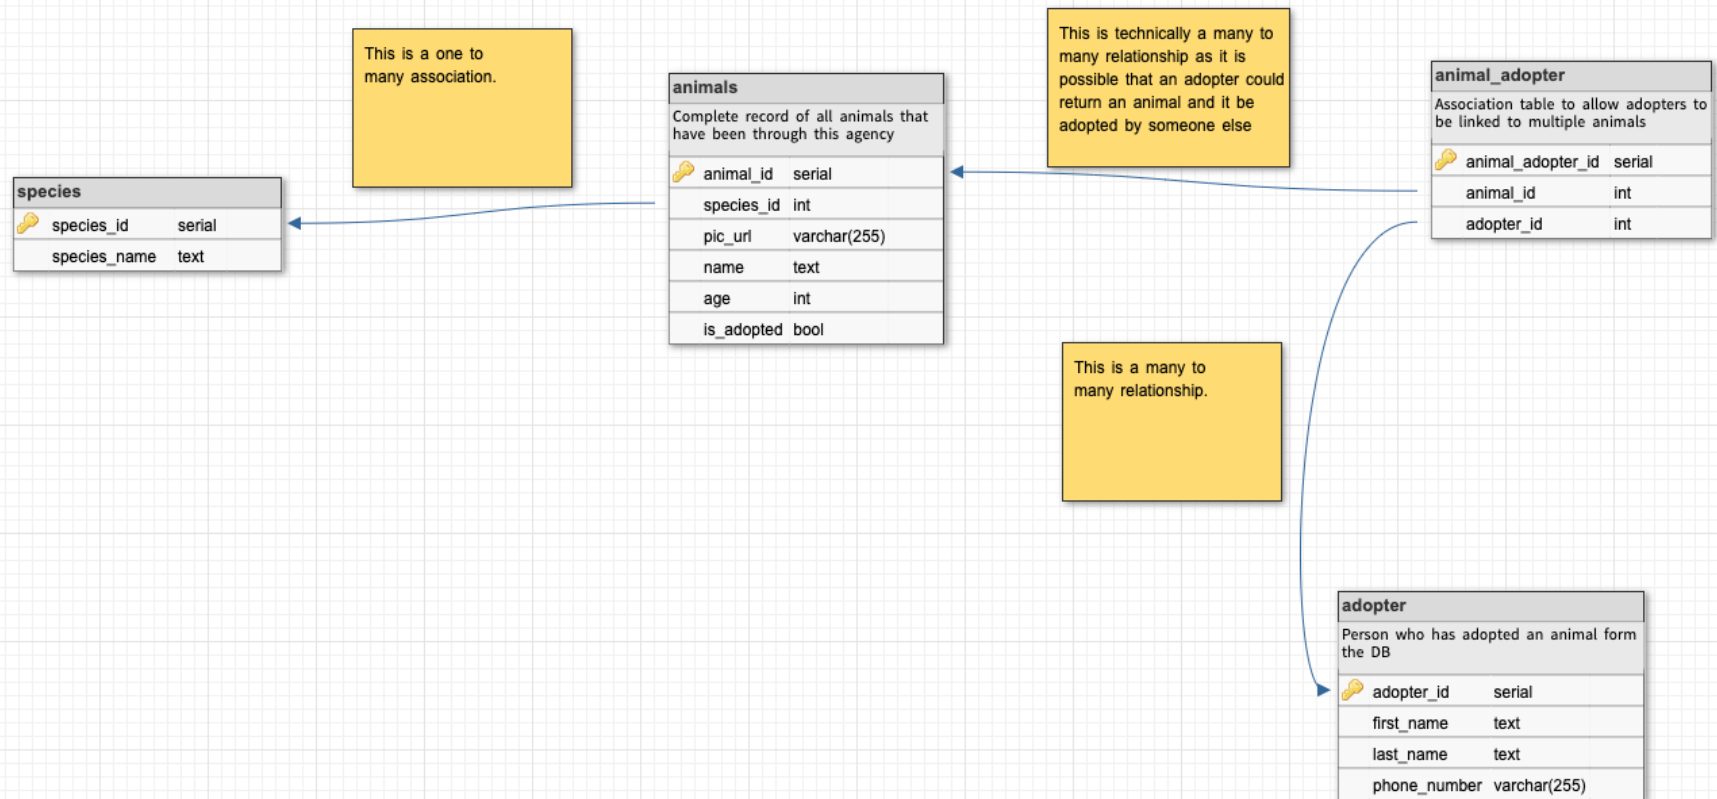 This is a one to
many association.
This is technically a many to
many relationship as it is
possible that an adopter could
return an animal and it be
adopted by someone else
species
species_id serial
species_name text
animals
Complete record of all animals that
have been through this agency
animal_id serial
species_id int
pic_url varchar(255)
name text
age int
is_adopted bool
animal_adopter
Association table to allow adopters to
be linked to multiple animals
animal_adopter_id serial
animal_id int
adopter_id int
This is a many to
many relationship.
adopter
Person who has adopted an animal form
the DB
adopter_id serial
first_name text
last_name text
phone_number varchar(255)